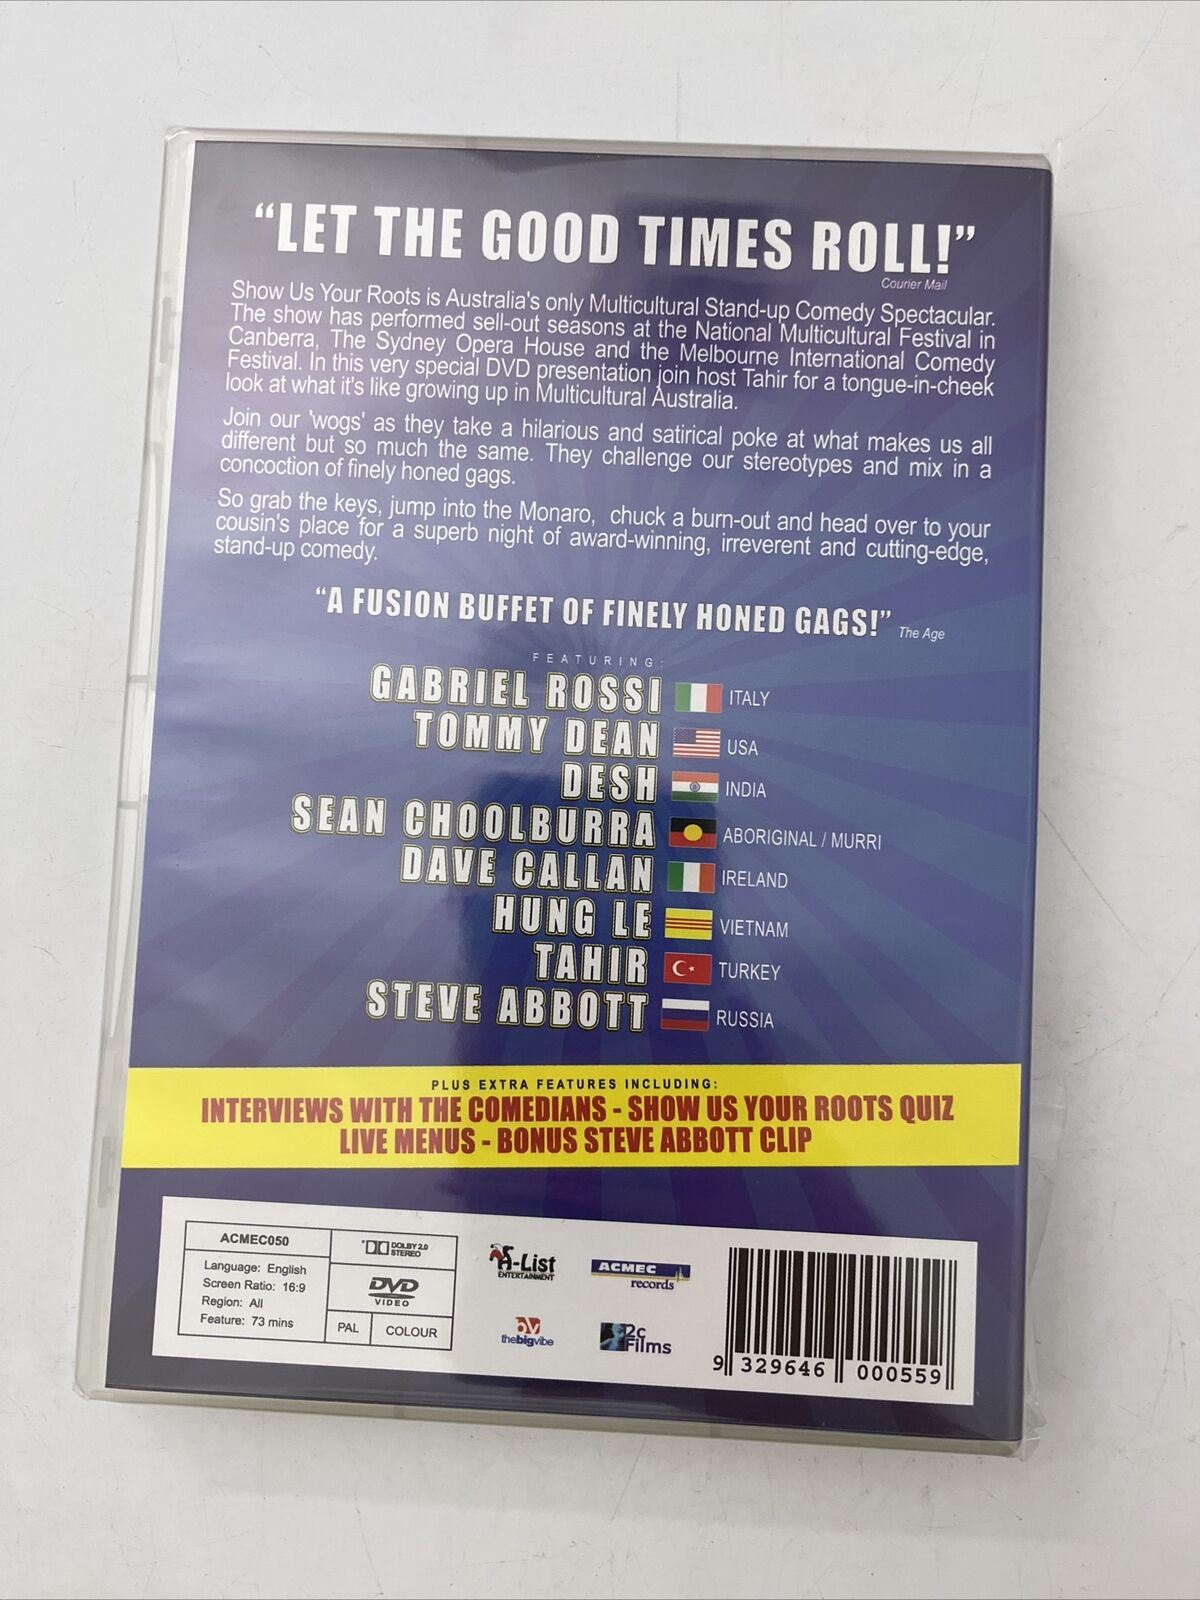 “LET THE GOOD TIMES ROLL!”
Courier Mail
Show Us Your Roots is Australia's only Multicultural Stand-up Comedy Spectacular.
The show has performed sell-out seasons at the National Multicultural Festival in
Canberra, The Sydney Opera House and the Melbourne International Comedy
Festival. In this very special DVD presentation join host Tahir for a tongue-in-cheek
look at what it's like growing up in Multicultural Australia.
Join our 'wogs' as they take a hilarious and satirical poke at what makes us all
different but so much the same. They challenge our stereotypes and mix in a
concoction of finely honed gags.
So grab the keys, jump into the Monaro, chuck a burn-out and head over to your
cousin's place for a superb night of award-winning, irreverent and cutting-edge,
stand-up comedy.
“A FUSION BUFFET OF FINELY HONED GAGS!” The Age
FEATURING:
GABRIEL ROSSI ITALY
TOMMY DEAN USA
DESH INDIA
SEAN CHOOLBURRA ABORIGINAL / MURRI
DAVE CALLAN IRELAND
HUNG LE VIETNAM
TAHIR TURKEY
STEVE ABBOTT RUSSIA
PLUS EXTRA FEATURES INCLUDING:
INTERVIEWS WITH THE COMEDIANS - SHOW US YOUR ROOTS QUIZ
LIVE MENUS - BONUS STEVE ABBOTT CLIP
ACMEC050
Language: English
Screen Ratio: 16:9
Region: All
Feature: 73 mins
DOLBY 2.0
STEREO
DVD
VIDEO
PAL COLOUR
A-List
ENTERTAINMENT
ACMEC
records
bv
thebigvibe
2c
Films
9 329646 000559